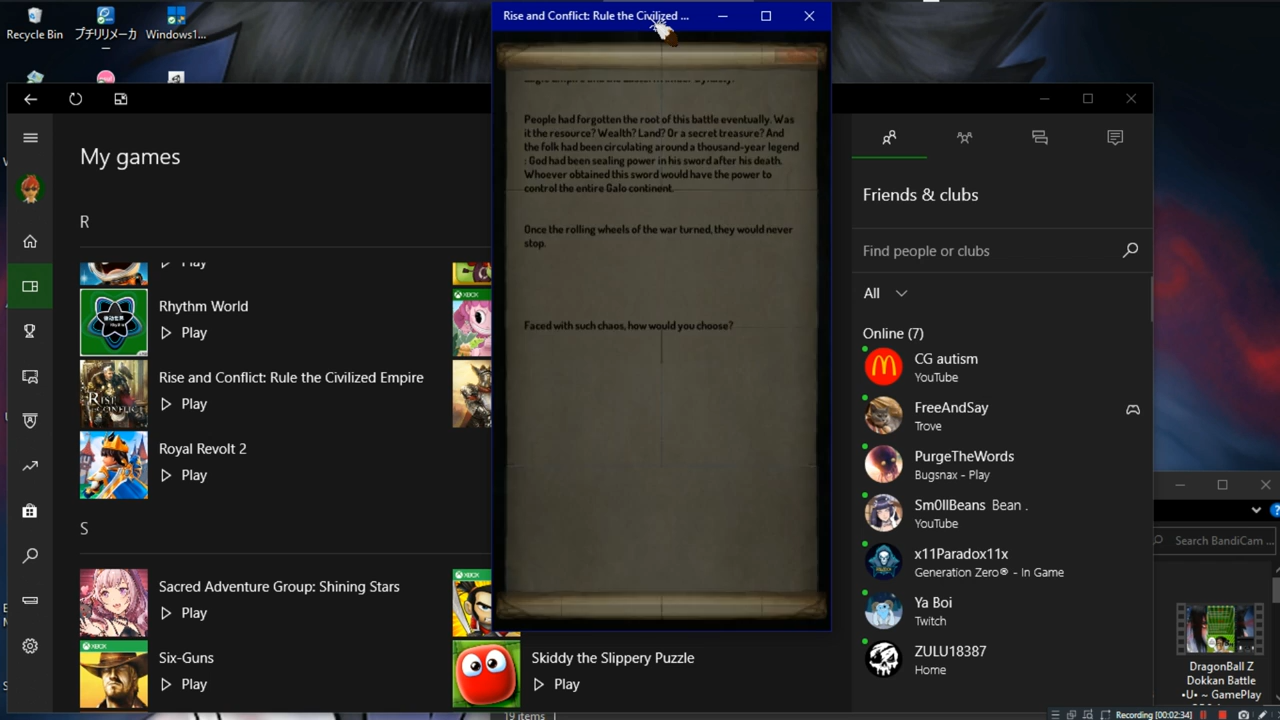 Recycle Bin
プチリリメーカ
ー
Windows1...
Rise and Conflict: Rule the Civilized ...
People had forgotten the root of this battle eventually. Was
it the resource? Wealth? Land? Or a secret treasure? And
the folk had been circulating around a thousand-year legend
: God had been sealing power in his sword after his death.
Whoever obtained this sword would have the power to
control the entire Galo continent.
Once the rolling wheels of the war turned, they would never
stop.
Faced with such chaos, how would you choose?
My games
R
Play
Rhythm World
Play
Rise and Conflict: Rule the Civilized Empire
Play
Royal Revolt 2
Play
S
Sacred Adventure Group: Shining Stars
Play
Six-Guns
Play
Skiddy the Slippery Puzzle
Play
XBOX
XBOX
XBOX
RISE
CONFLICT
Friends & clubs
Find people or clubs
All
Online (7)
CG autism
YouTube
FreeAndSay
Trove
PurgeTheWords
Bugsnax - Play
Sm0llBeans Bean .
YouTube
x11Paradox11x
Generation Zero® - In Game
Ya Boi
Twitch
ZULU18387
Home
Search BandiCam ...
DragonBall Z
Dokkan Battle
•U• ~ GamePlay
19 items
Recording [00:02:34]